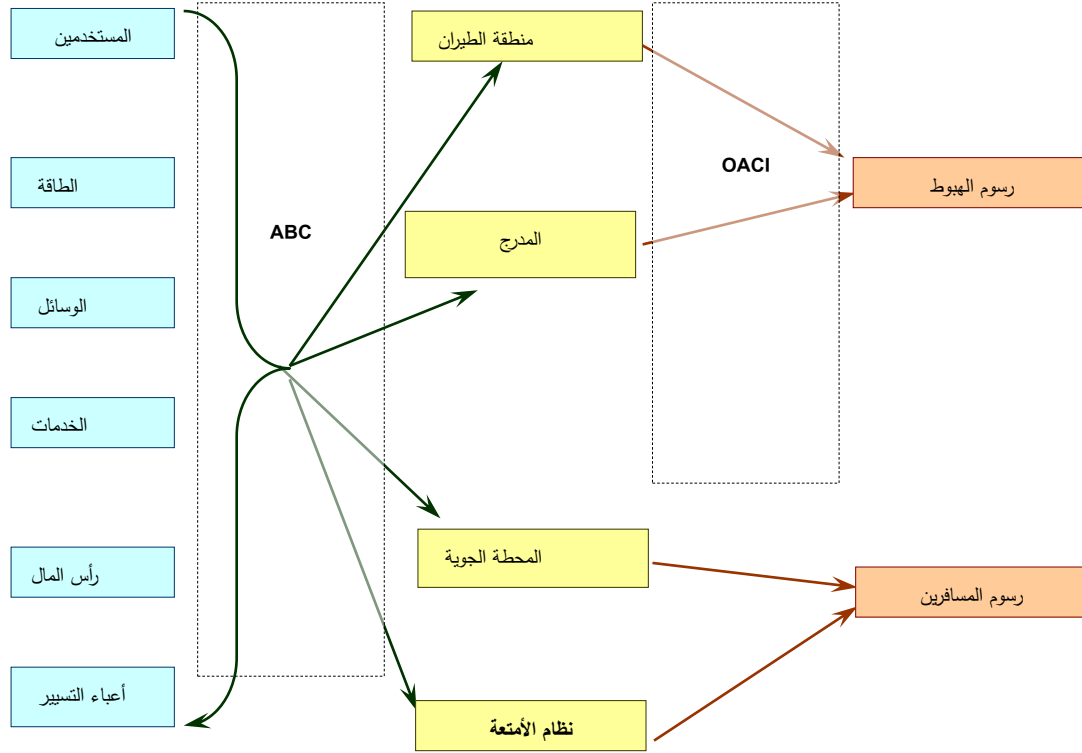 المستخدمين
الطاقة
الوسائل
الخدمات
رأس المال
أعباء التسيير
ABC
منطقة الطيران
المدرج
المحطة الجوية
نظام الأمتعة
OACI
رسوم الهبوط
رسوم المسافرين